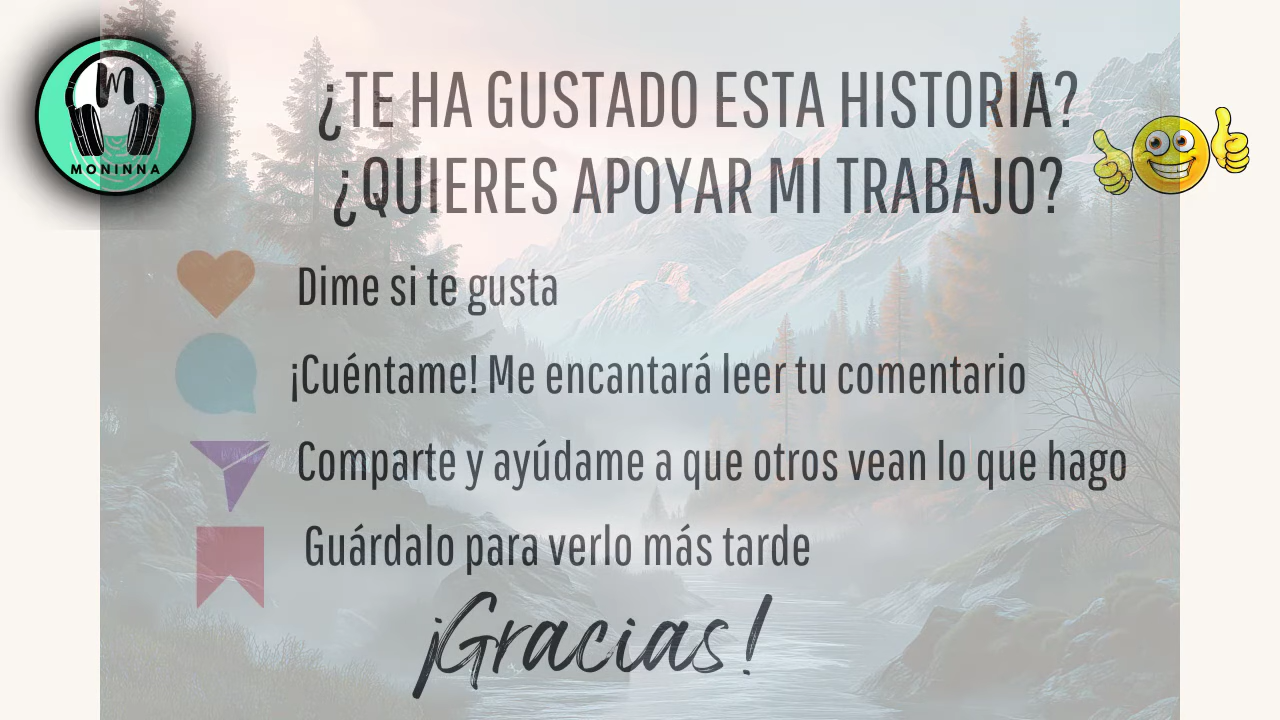 M
MONINNA
¿TE HA GUSTADO ESTA HISTORIA?
¿QUIERES APOYAR MI TRABAJO?
Dime si te gusta
¡Cuéntame! Me encantará leer tu comentario
Comparte y ayúdame a que otros vean lo que hago
Guárdalo para verlo más tarde
¡Gracias!